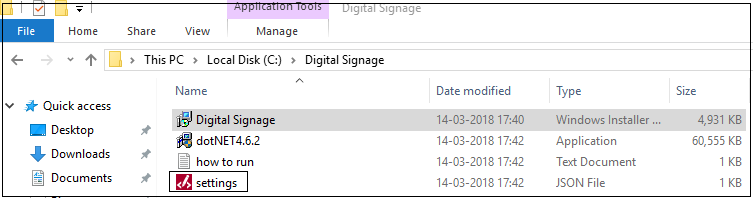 Application Tools Digital Signage
File Home Share View Manage
This PC > Local Disk (C:) > Digital Signage
Name Date modified Type Size
Quick access
Digital Signage 14-03-2018 17:40 Windows Installer ... 4,931 KB
Desktop
dotNET4.6.2 14-03-2018 17:42 Application 60,555 KB
Downloads
how to run 14-03-2018 17:42 Text Document 1 KB
Documents
settings 14-03-2018 17:42 JSON File 1 KB